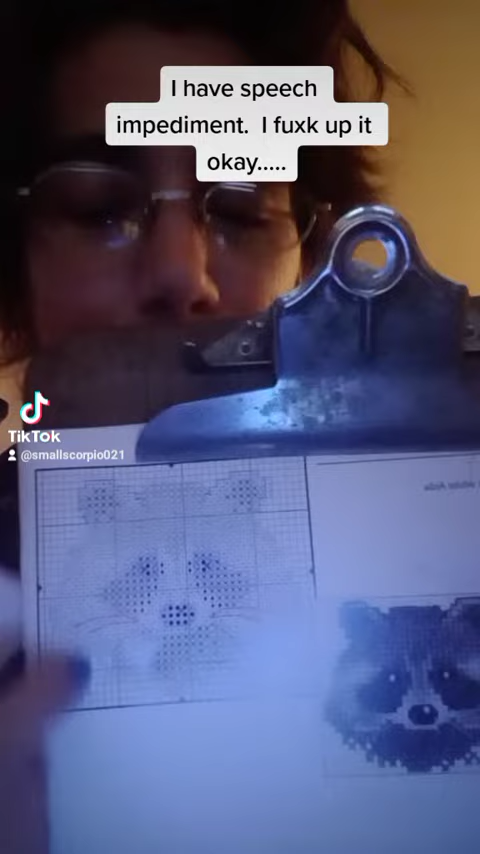 I have speech
impediment.  I fuxk up it
okay.....
TikTok
@smallscorpio021